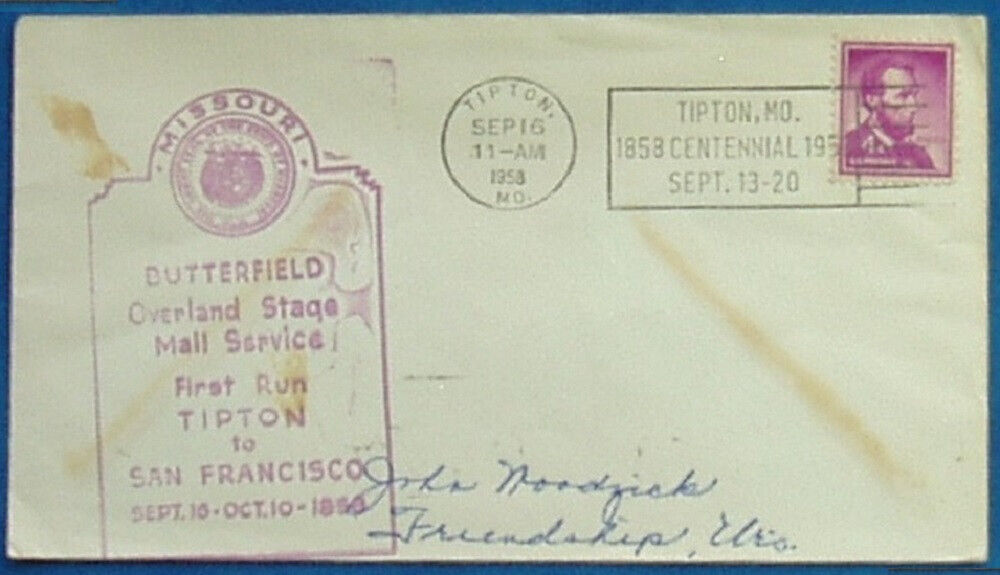 MISSOURI
BUTTERFIELD
Overland Stage
Mail Service
First Run
TIPTON
to
SAN FRANCISCO
SEPT. 16 - OCT. 10 - 1858
TIPTON,
SEP 16
11-AM
1958
MO.
TIPTON, MO.
1858 CENTENNIAL 195
SEPT. 13-20
John Woodzick
Friendship, Wis.